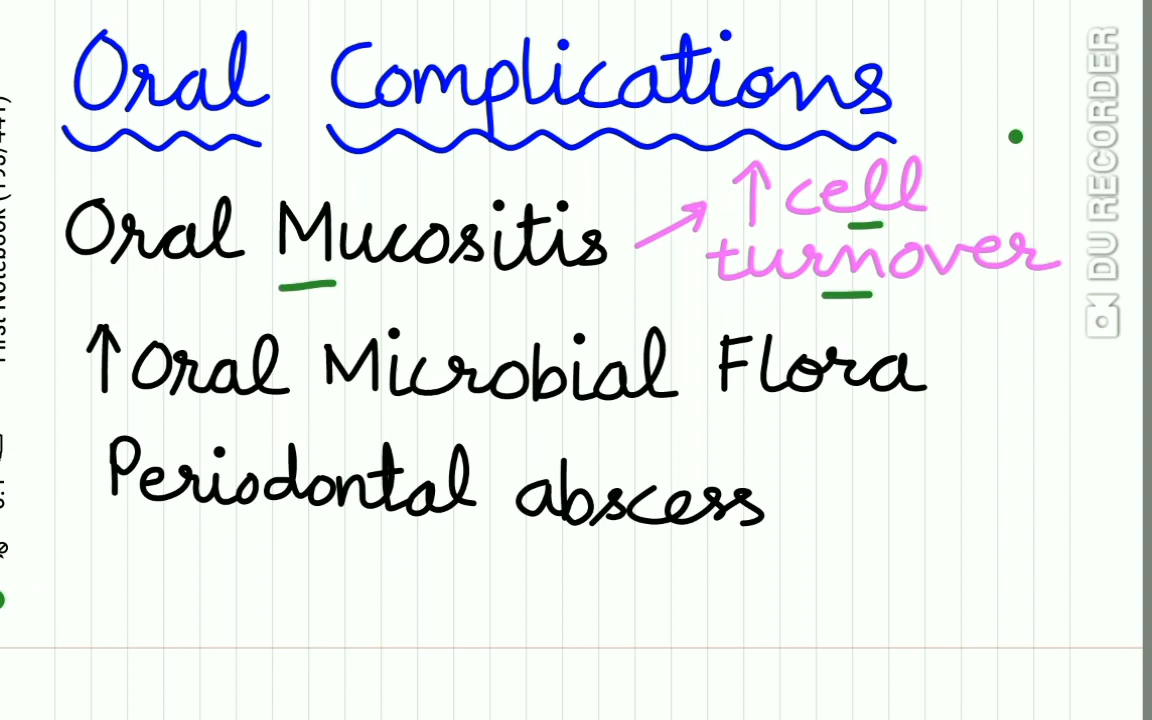 Oral Complications
Oral Mucositis → ↑ cell
turnover
↑ Oral Microbial Flora
Periodontal abscess
DU RECORDER